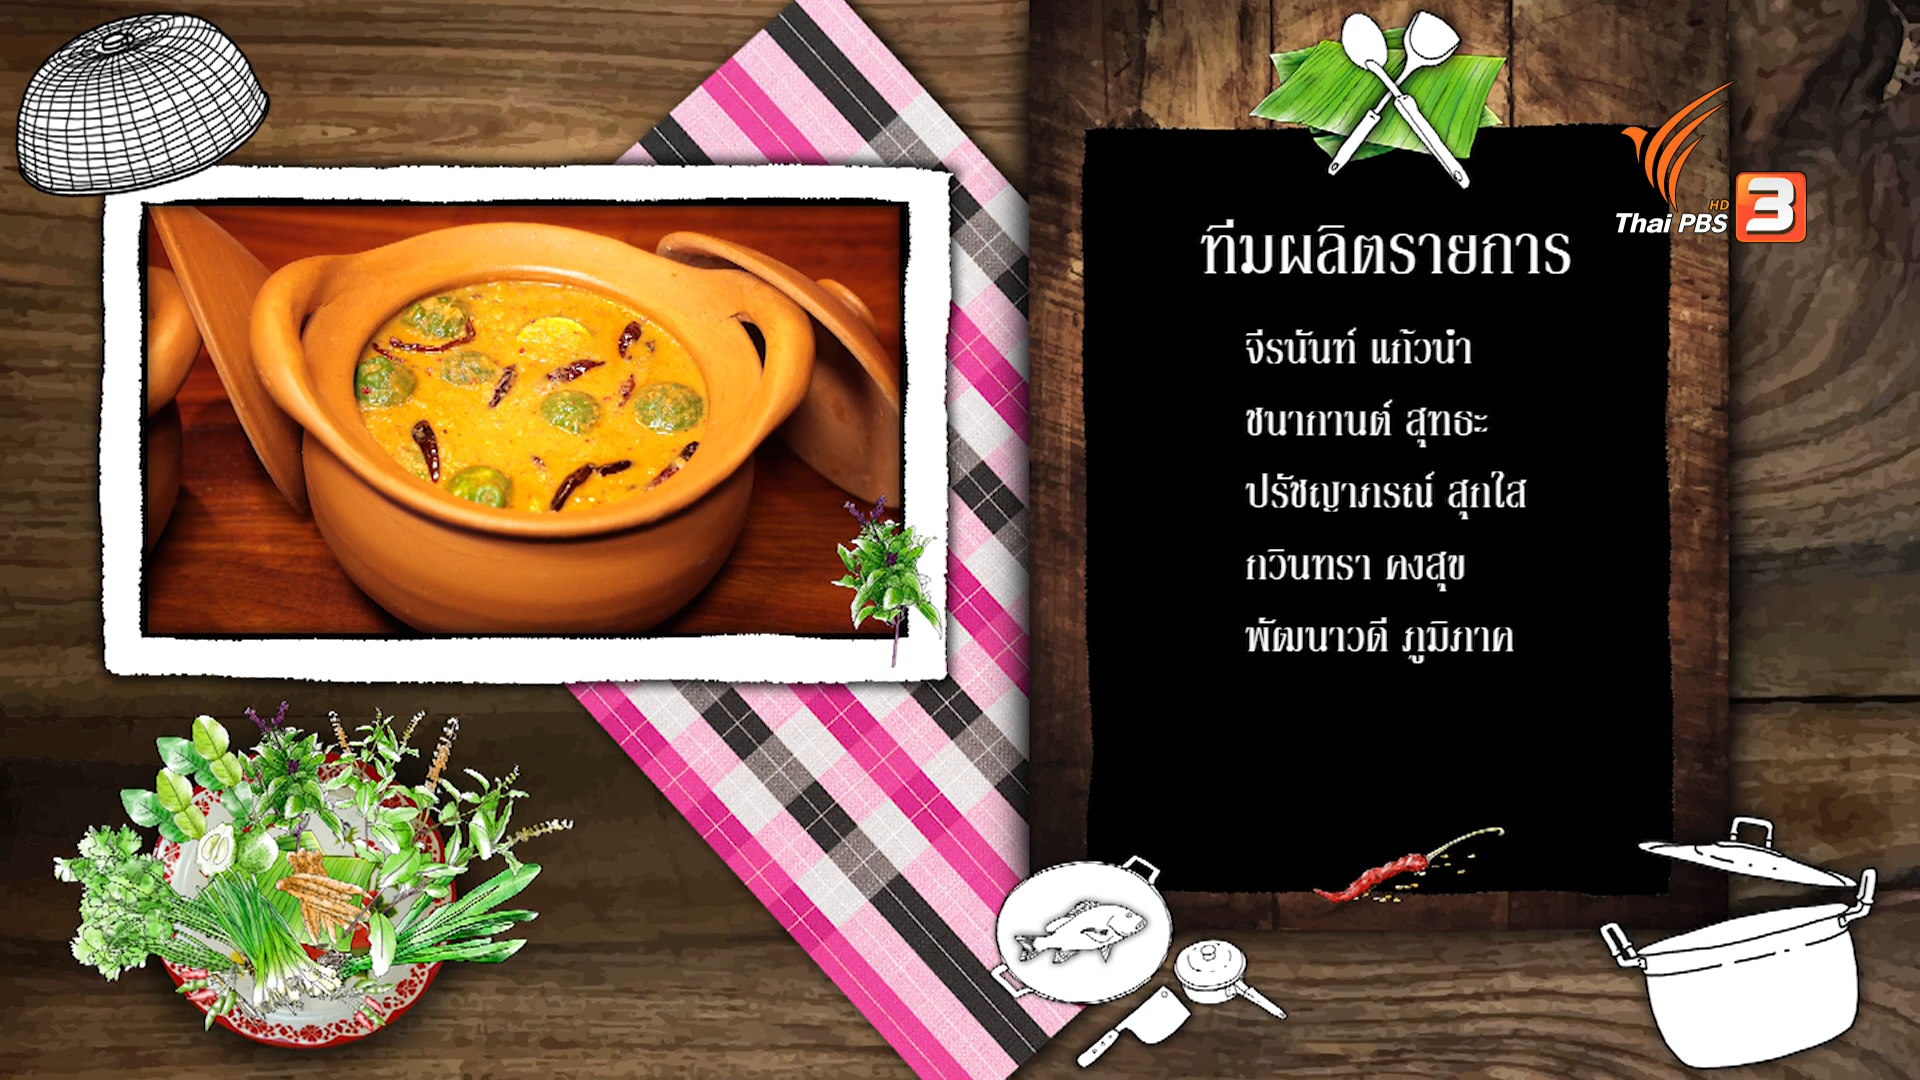 ทีมผลิตรายการ
จีรนันท์ แก้วนำ
ชนากานต์ สุทธะ
ปรัชญาภรณ์ สุกใส
กวินทรา คงสุข
พัฒนาวดี ภูมิภาค
HD
Thai PBS 3